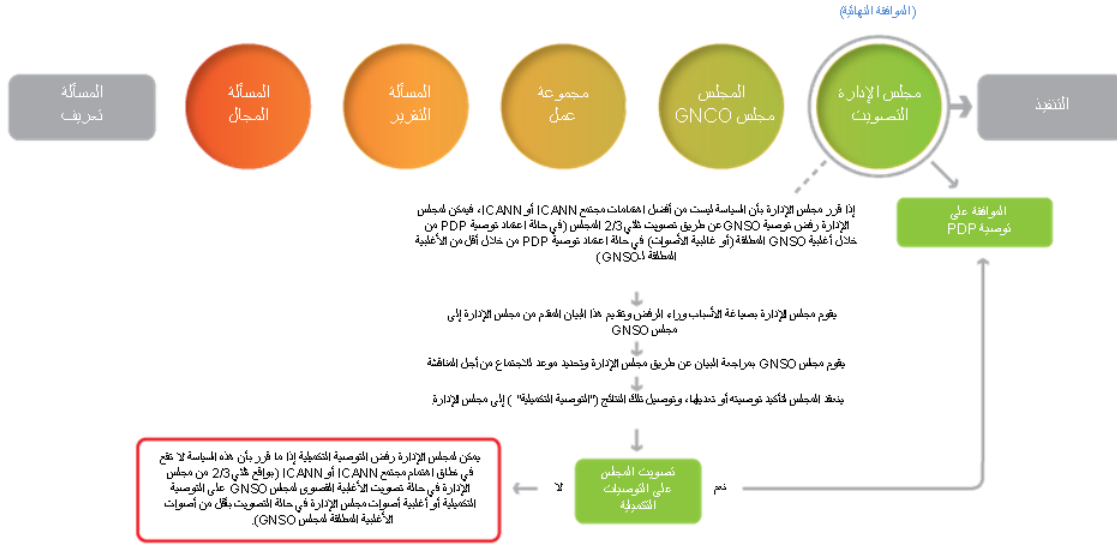 (الموافقة النهائية)
المسألة
تعريف
المسألة
المجال
المسألة
التقرير
مجموعة
عمل
المجلس
مجلس GNCO
مجلس الإدارة
التصويت
التنفيذ
الموافقة على
توصية PDP
إذا قرر مجلس الإدارة بأن السياسة ليست من أفضل اهتمامات مجتمع ICANN أو ICANN، فيمكن لمجلس
الإدارة رفض توصية GNSO عن طريق تصويت ثلثي 2/3 المجلس (في حالة اعتماد توصية PDP من
خلال أغلبية GNSO المطلقة (أو غالبية الأصوات) في حالة اعتماد توصية PDP من خلال أقل من الأغلبية
المطلقة لـ GNSO)
يقوم مجلس الإدارة بصياغة الأسباب وراء الرفض وتقديم هذا البيان المقدم من مجلس الإدارة إلى
مجلس GNSO
يقوم مجلس GNSO بمراجعة البيان عن طريق مجلس الإدارة وتحديد موعد للاجتماع من أجل المناقشة
ينعقد المجلس لتأكيد توصيته أو تعديلها، وتوصيل تلك النتائج ("التوصية التكميلية" ) إلى مجلس الإدارة.
تصويت المجلس
على التوصيات
التكميلية
نعم
لا
يمكن لمجلس الإدارة رفض التوصية التكميلية إذا ما قرر بأن هذه السياسة لا تقع
في نطاق اهتمام مجتمع ICANN أو ICANN (بواقع ثلثي 2/3 من مجلس
الإدارة في حالة تصويت الأغلبية القصوى لمجلس GNSO على التوصية
التكميلية أو أغلبية أصوات مجلس الإدارة في حالة التصويت بأقل من أصوات
الأغلبية المطلقة لمجلس GNSO).